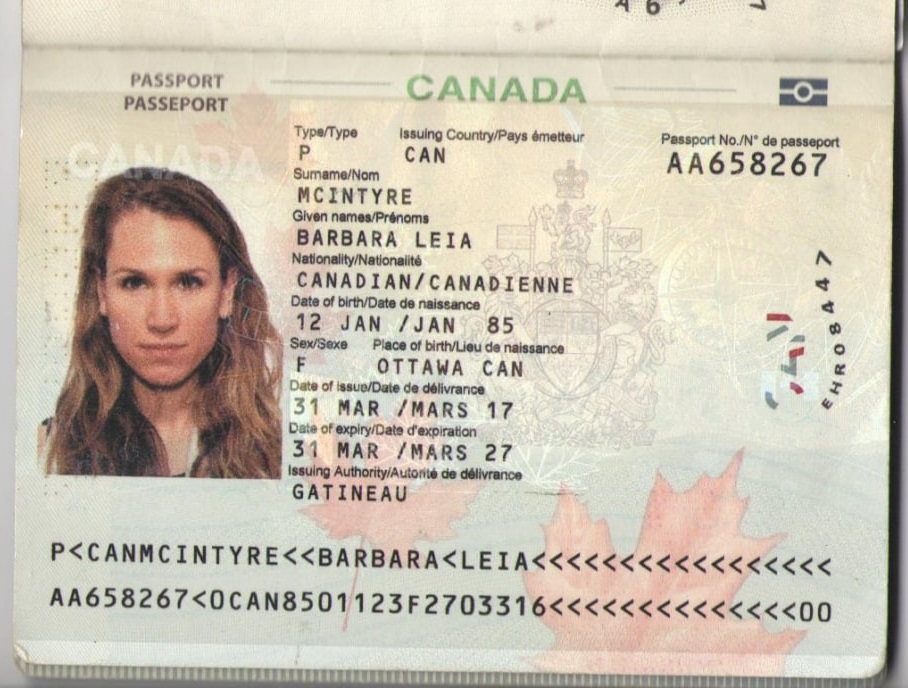 A 6
PASSPORT
PASSEPORT
CANADA
CANADA
Type/Type Issuing Country/Pays émetteur Passport No./N° de passeport
P CAN AA658267
Surname/Nom
MCINTYRE
Given names/Prénoms
BARBARA LEIA
Nationality/Nationalité
CANADIAN/CANADIENNE
Date of birth/Date de naissance
12 JAN /JAN 85
Sex/Sexe Place of birth/Lieu de naissance
F OTTAWA CAN
Date of issue/Date de délivrance
31 MAR /MARS 17
Date of expiry/Date d'expiration
31 MAR /MARS 27
Issuing Authority/Autorité de délivrance
GATINEAU
EHR08447
P<CANMCINTYRE<<BARBARA<LEIA<<<<<<<<<<<<<<<<<
AA658267<0CAN8501123F2703316<<<<<<<<<<<<<<00